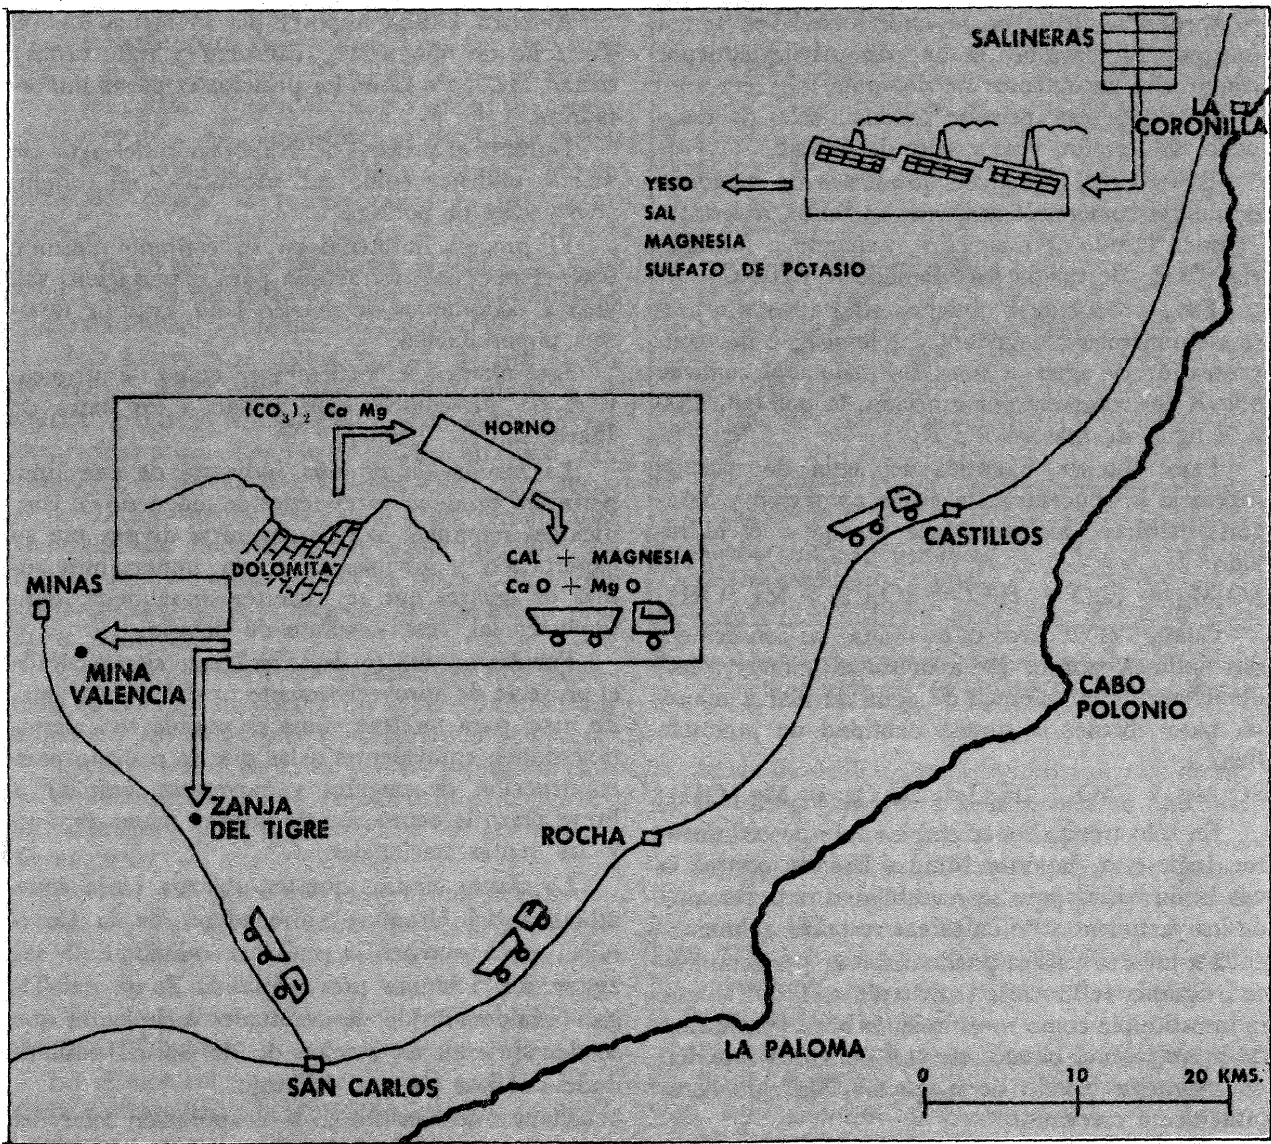 SALINERAS
LA
CORONILLA
YESO
SAL
MAGNESIA
SULFATO DE POTASIO
(CO₃)₂ Ca Mg
HORNO
DOLOMITA
CAL + MAGNESIA
Ca O + Mg O
CASTILLOS
MINAS
MINA
VALENCIA
CABO
POLONIO
ZANJA
DEL TIGRE
ROCHA
LA PALOMA
SAN CARLOS
0 10 20 KMS.